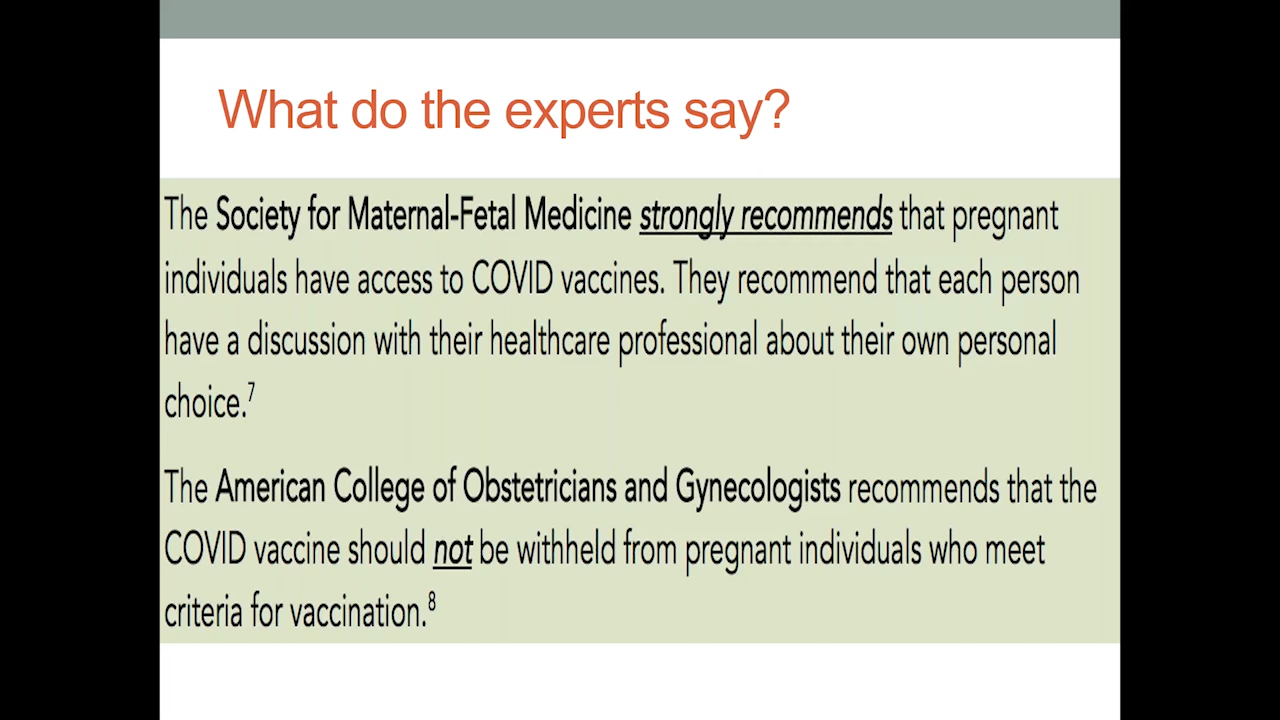 What do the experts say?
The Society for Maternal-Fetal Medicine strongly recommends that pregnant
individuals have access to COVID vaccines. They recommend that each person
have a discussion with their healthcare professional about their own personal
choice.7
The American College of Obstetricians and Gynecologists recommends that the
COVID vaccine should not be withheld from pregnant individuals who meet
criteria for vaccination.8